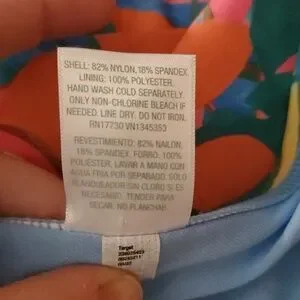 SHELL: 82% NYLON, 18% SPANDEX.
LINING: 100% POLYESTER.
HAND WASH COLD SEPARATELY.
ONLY NON-CHLORINE BLEACH IF
NEEDED. LINE DRY. DO NOT IRON.
RN17730 VN1345353
REVESTIMIENTO: 82% NAILON,
18% SPANDEX. FORRO: 100%
POLIESTER. LAVAR A MANO CON
AGUA FRIA POR SEPARADO. SOLO
BLANQUEADOR SIN CLORO SI ES
NECESARIO. TENDER PARA
SECAR. NO PLANCHAR.
Target